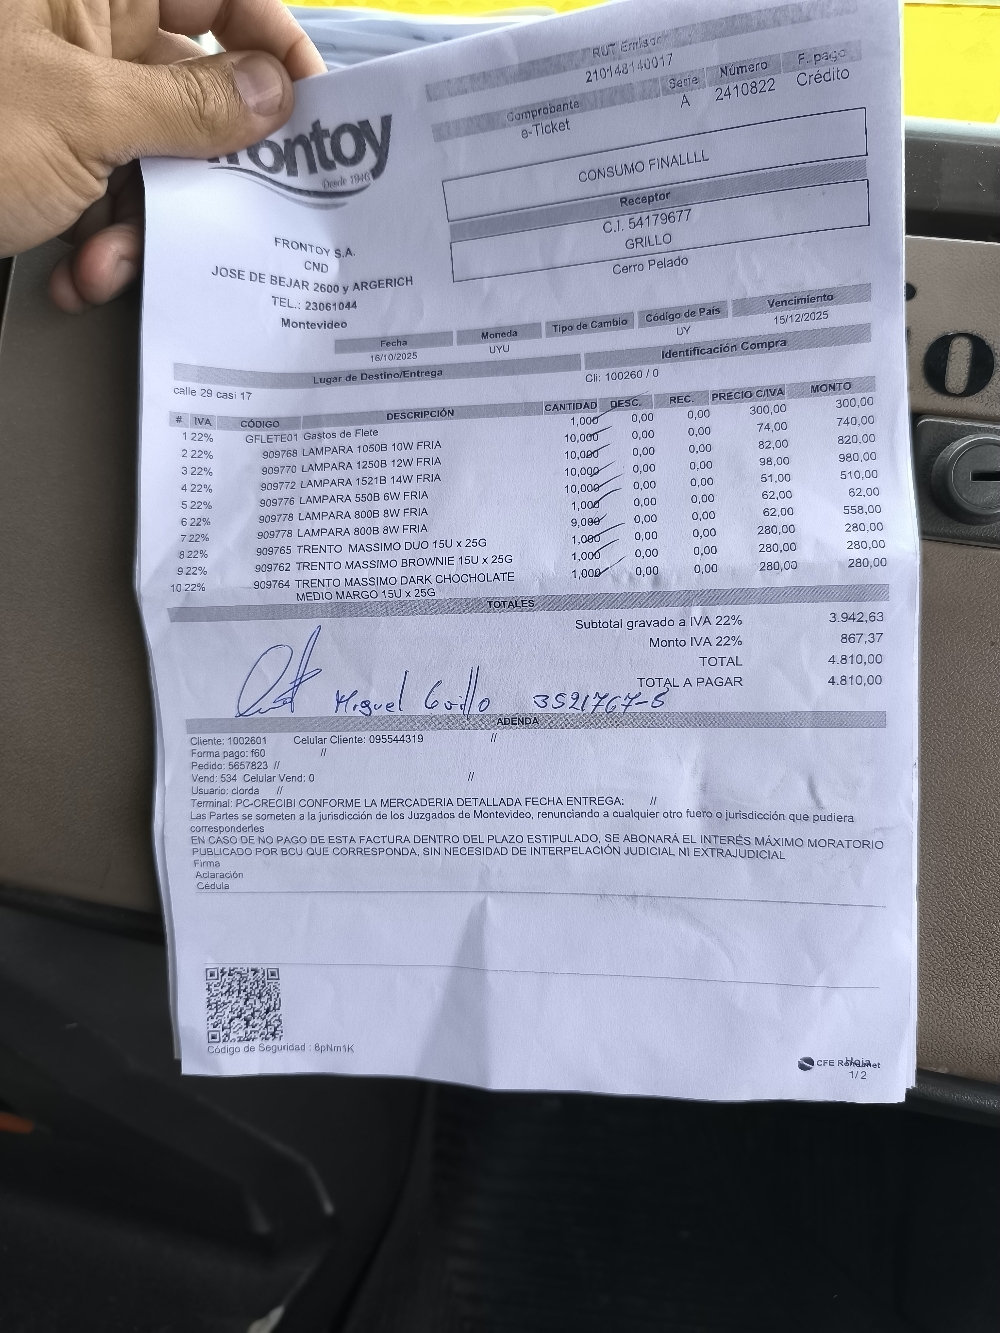 RUT Emisor
210148140017
Comprobante Serie Número F. pago
e-Ticket A 2410822 Crédito
frontoy
Desde 1946
CONSUMO FINALLLL
Receptor
C.I. 54179677
GRILLO
Cerro Pelado
FRONTOY S.A.
CND
JOSE DE BEJAR 2600 y ARGERICH
TEL.: 23061044
Montevideo
Fecha Moneda Tipo de Cambio Código de País Vencimiento
16/10/2025 UYU UY 15/12/2025
Lugar de Destino/Entrega Identificación Compra
calle 29 casi 17 Cli: 100260 / 0
# IVA CÓDIGO DESCRIPCIÓN CANTIDAD DESC. REC. PRECIO C/IVA MONTO
1 22% GFLETE01 Gastos de Flete 1,000 0,00 0,00 300,00 300,00
2 22% 909768 LAMPARA 1050B 10W FRIA 10,000 0,00 0,00 74,00 740,00
3 22% 909770 LAMPARA 1250B 12W FRIA 10,000 0,00 0,00 82,00 820,00
4 22% 909772 LAMPARA 1521B 14W FRIA 10,000 0,00 0,00 98,00 980,00
5 22% 909776 LAMPARA 550B 6W FRIA 10,000 0,00 0,00 51,00 510,00
6 22% 909778 LAMPARA 800B 8W FRIA 1,000 0,00 0,00 62,00 62,00
7 22% 909778 LAMPARA 800B 8W FRIA 9,000 0,00 0,00 62,00 558,00
8 22% 909765 TRENTO MASSIMO DUO 15U x 25G 1,000 0,00 0,00 280,00 280,00
9 22% 909762 TRENTO MASSIMO BROWNIE 15U x 25G 1,000 0,00 0,00 280,00 280,00
10 22% 909764 TRENTO MASSIMO DARK CHOCHOLATE 1,000 0,00 0,00 280,00 280,00
MEDIO MARGO 15U x 25G
TOTALES
Subtotal gravado a IVA 22% 3.942,63
Monto IVA 22% 867,37
TOTAL 4.810,00
TOTAL A PAGAR 4.810,00
Miguel Grillo 3521767-5
ADENDA
Cliente: 1002601 Celular Cliente: 095544319 //
Forma pago: f60 //
Pedido: 5657823 //
Vend: 534 Celular Vend: 0 //
Usuario: clorda //
Terminal: PC-CRECIBI CONFORME LA MERCADERIA DETALLADA FECHA ENTREGA: //
Las Partes se someten a la jurisdicción de los Juzgados de Montevideo, renunciando a cualquier otro fuero o jurisdicción que pudiera
corresponderles
EN CASO DE NO PAGO DE ESTA FACTURA DENTRO DEL PLAZO ESTIPULADO, SE ABONARÁ EL INTERÉS MÁXIMO MORATORIO
PUBLICADO POR BCU QUE CORRESPONDA, SIN NECESIDAD DE INTERPELACIÓN JUDICIAL NI EXTRAJUDICIAL
Firma
Aclaración
Cédula
Código de Seguridad : 6pNm1K
CFE Hoja
1/2